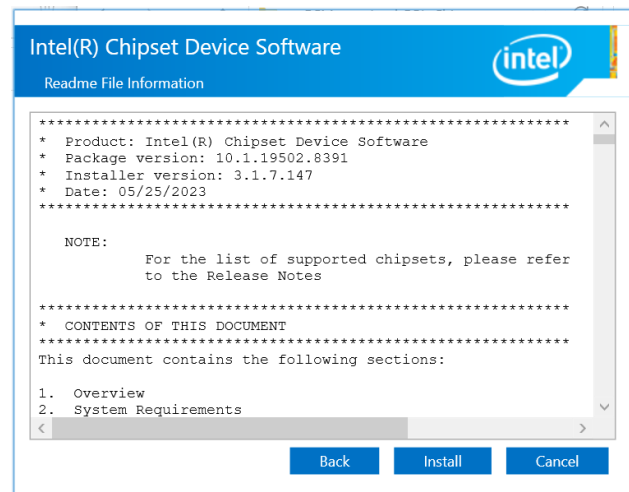 Intel(R) Chipset Device Software
intel
Readme File Information
************************************************************
*  Product: Intel(R) Chipset Device Software
*  Package version: 10.1.19502.8391
*  Installer version: 3.1.7.147
*  Date: 05/25/2023
************************************************************
NOTE:
For the list of supported chipsets, please refer
to the Release Notes
************************************************************
*  CONTENTS OF THIS DOCUMENT
************************************************************
This document contains the following sections:
1.  Overview
2.  System Requirements
Back Install Cancel